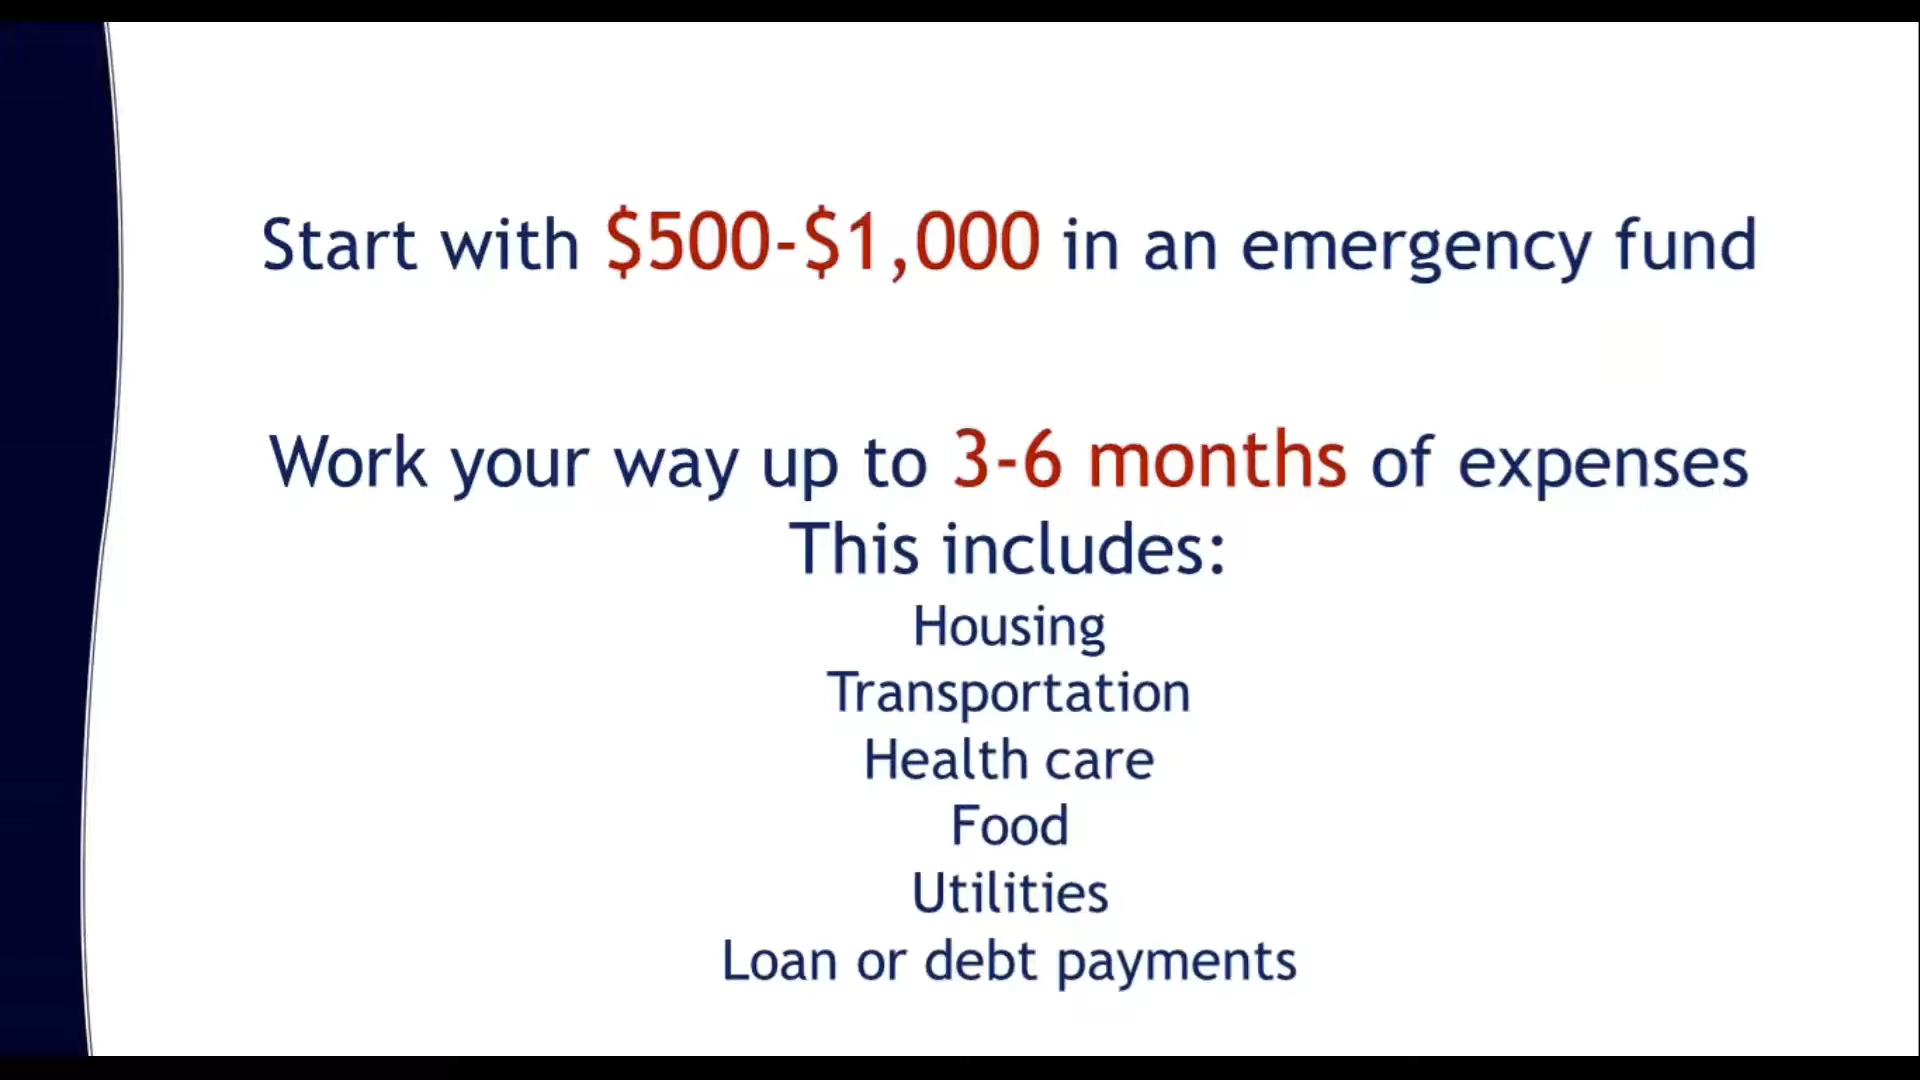 Start with $500-$1,000 in an emergency fund
Work your way up to 3-6 months of expenses
This includes:
Housing
Transportation
Health care
Food
Utilities
Loan or debt payments